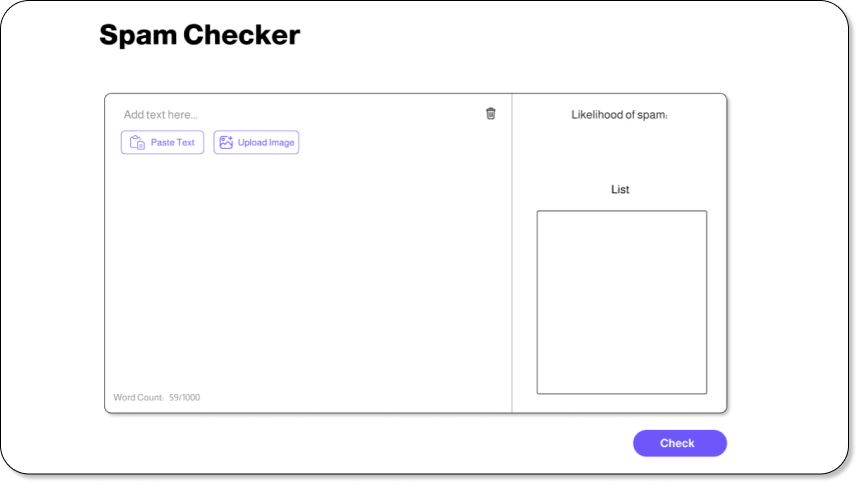 Spam Checker
Add text here...
Paste Text
Upload Image
Word Count: 59/1000
Likelihood of spam:
List
Check